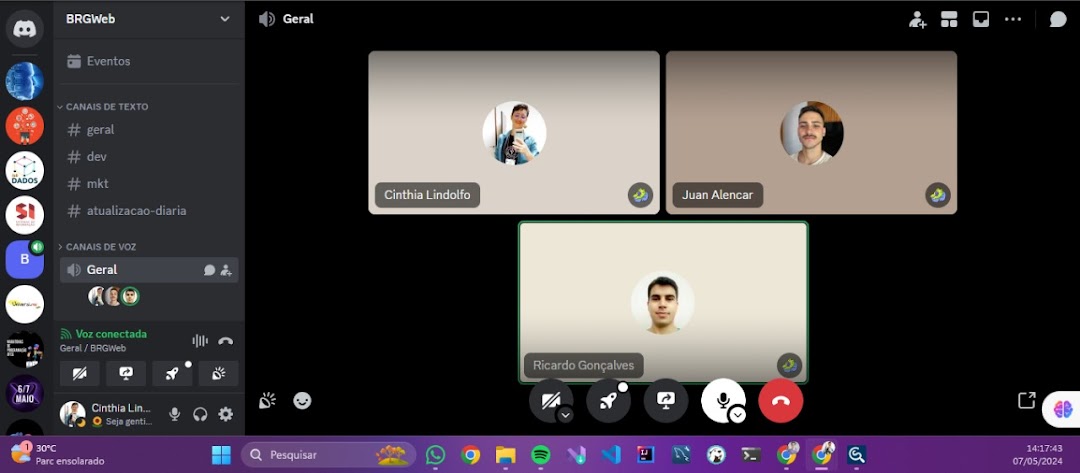 BRGWeb
Eventos
CANAIS DE TEXTO
# geral
# dev
# mkt
# atualizacao-diaria
CANAIS DE VOZ
Geral
Voz conectada
Geral / BRGWeb
Cinthia Lin...
Seja genti...
DADOS
SI
B
6/7
MAIO
Geral
Cinthia Lindolfo
Juan Alencar
Ricardo Gonçalves
1
30°C
Parc ensolarado
Pesquisar
14:17:43
07/05/2024